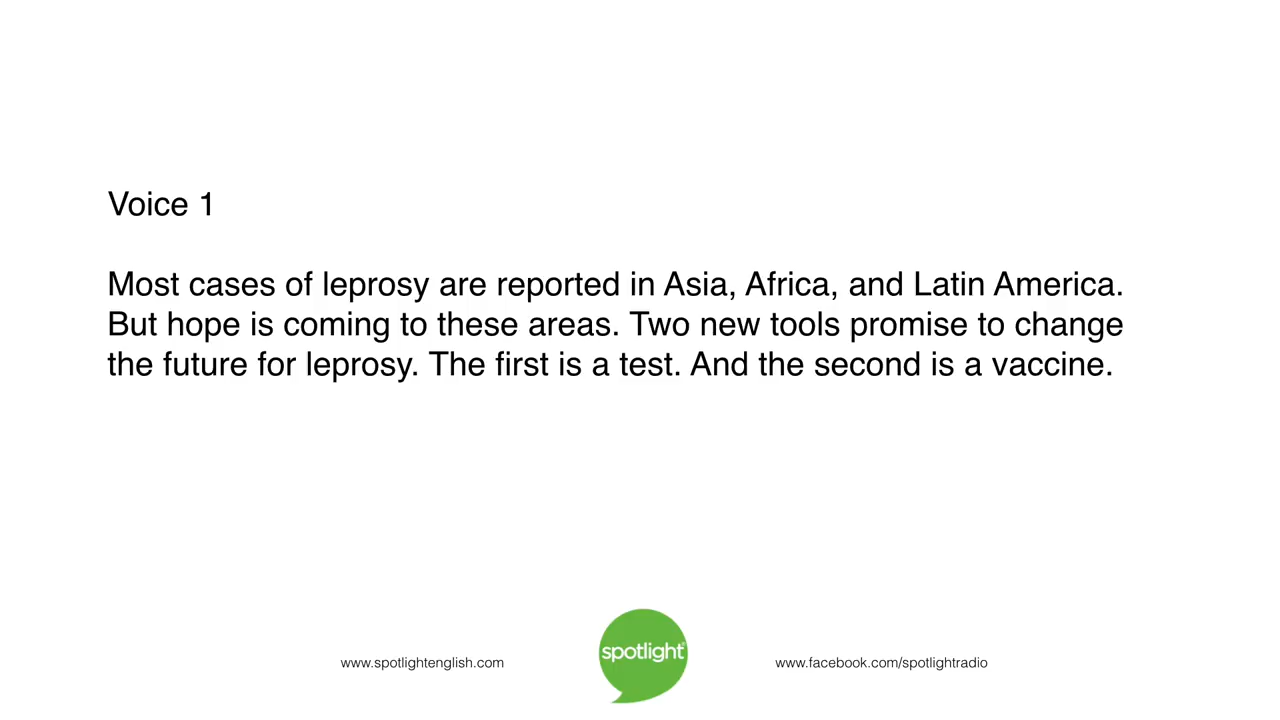 Voice 1
Most cases of leprosy are reported in Asia, Africa, and Latin America.
But hope is coming to these areas. Two new tools promise to change
the future for leprosy. The first is a test. And the second is a vaccine.
www.spotlightenglish.com
spotlight
www.facebook.com/spotlightradio